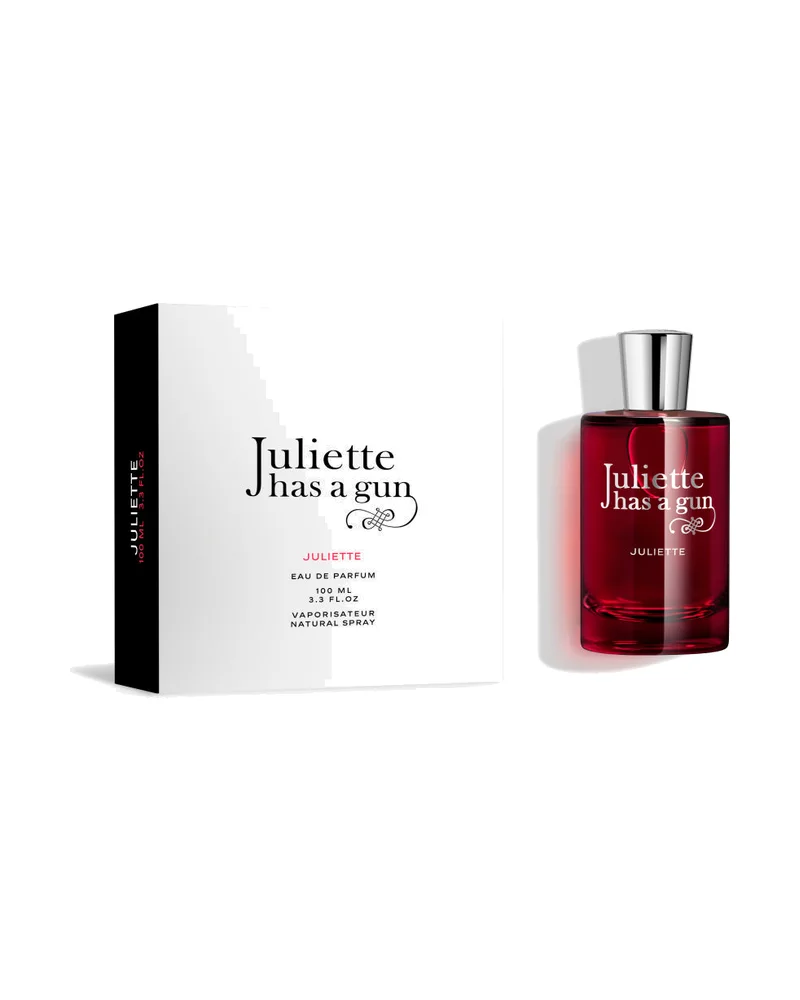 JULIETTE
100 ML 3.3 FL.OZ
Juliette
has a gun
JULIETTE
EAU DE PARFUM
100 ML
3.3 FL.OZ
VAPORISATEUR
NATURAL SPRAY
Juliette
has a gun
JULIETTE